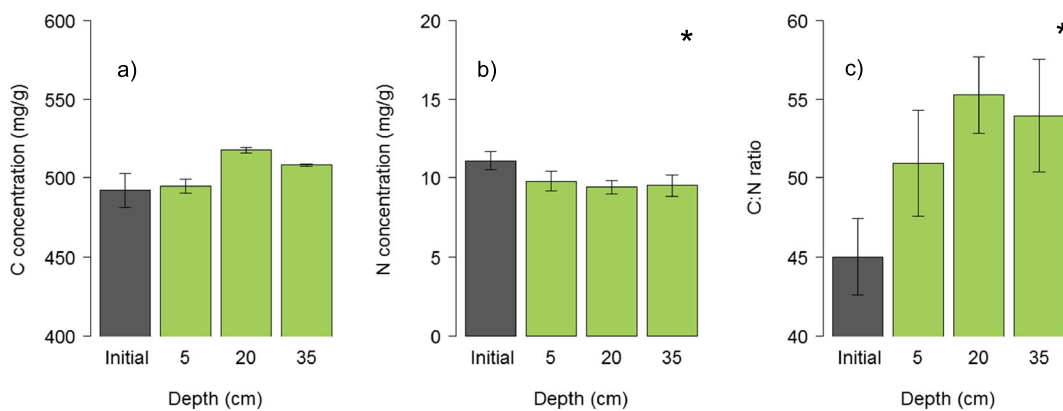 a)
C concentration (mg/g)
600
550
500
450
400
Initial 5 20 35
Depth (cm)
b)
*
N concentration (mg/g)
20
15
10
5
0
Initial 5 20 35
Depth (cm)
c)
*
C:N ratio
60
55
50
45
40
Initial 5 20 35
Depth (cm)